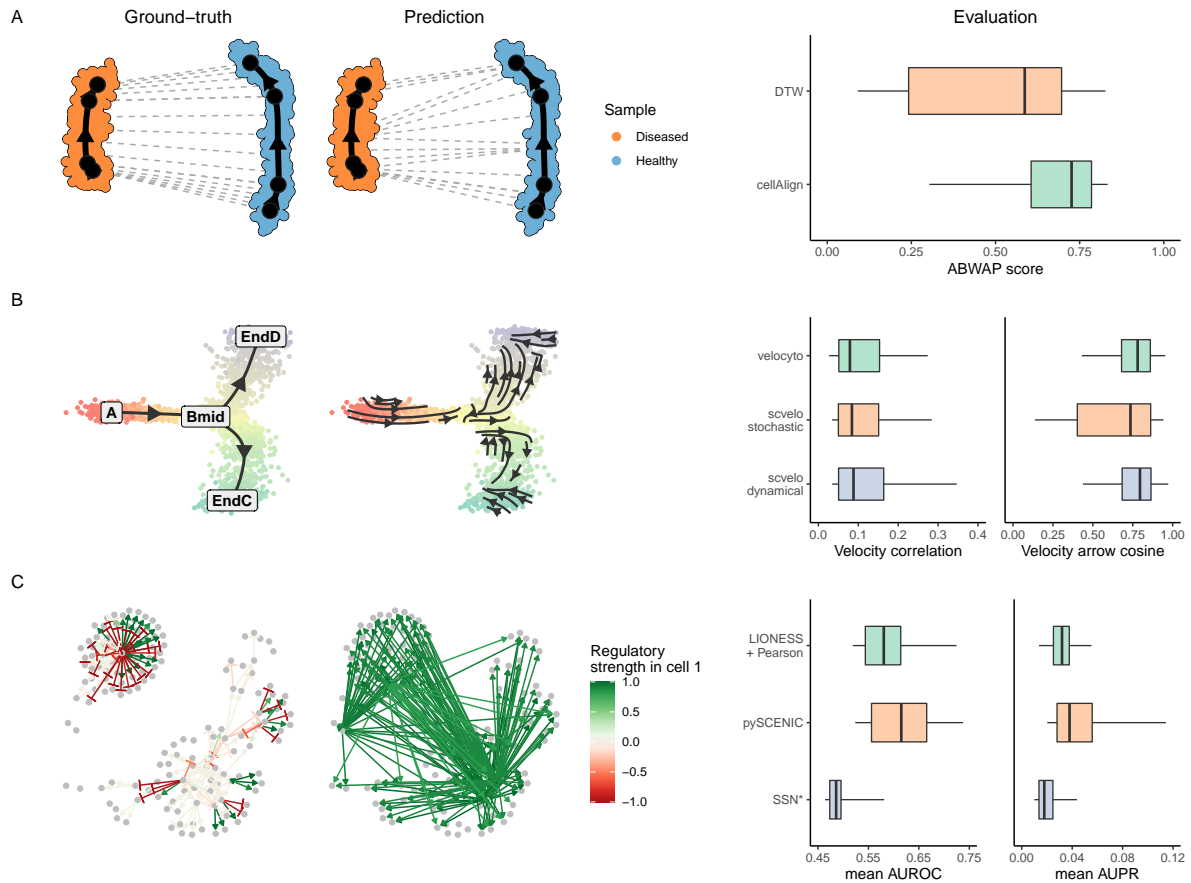 A
Ground−truth
Prediction
Evaluation
Sample
Diseased
Healthy
DTW
cellAlign
0.00
0.25
0.50
0.75
1.00
ABWAP score
B
A
Bmid
EndD
EndC
velocyto
scvelo
stochastic
scvelo
dynamical
0.0
0.1
0.2
0.3
0.4
Velocity correlation
0.00
0.25
0.50
0.75
1.00
Velocity arrow cosine
C
Regulatory
strength in cell 1
1.0
0.5
0.0
−0.5
−1.0
LIONESS
+ Pearson
pySCENIC
SSN*
0.45
0.55
0.65
0.75
mean AUROC
0.00
0.04
0.08
0.12
mean AUPR